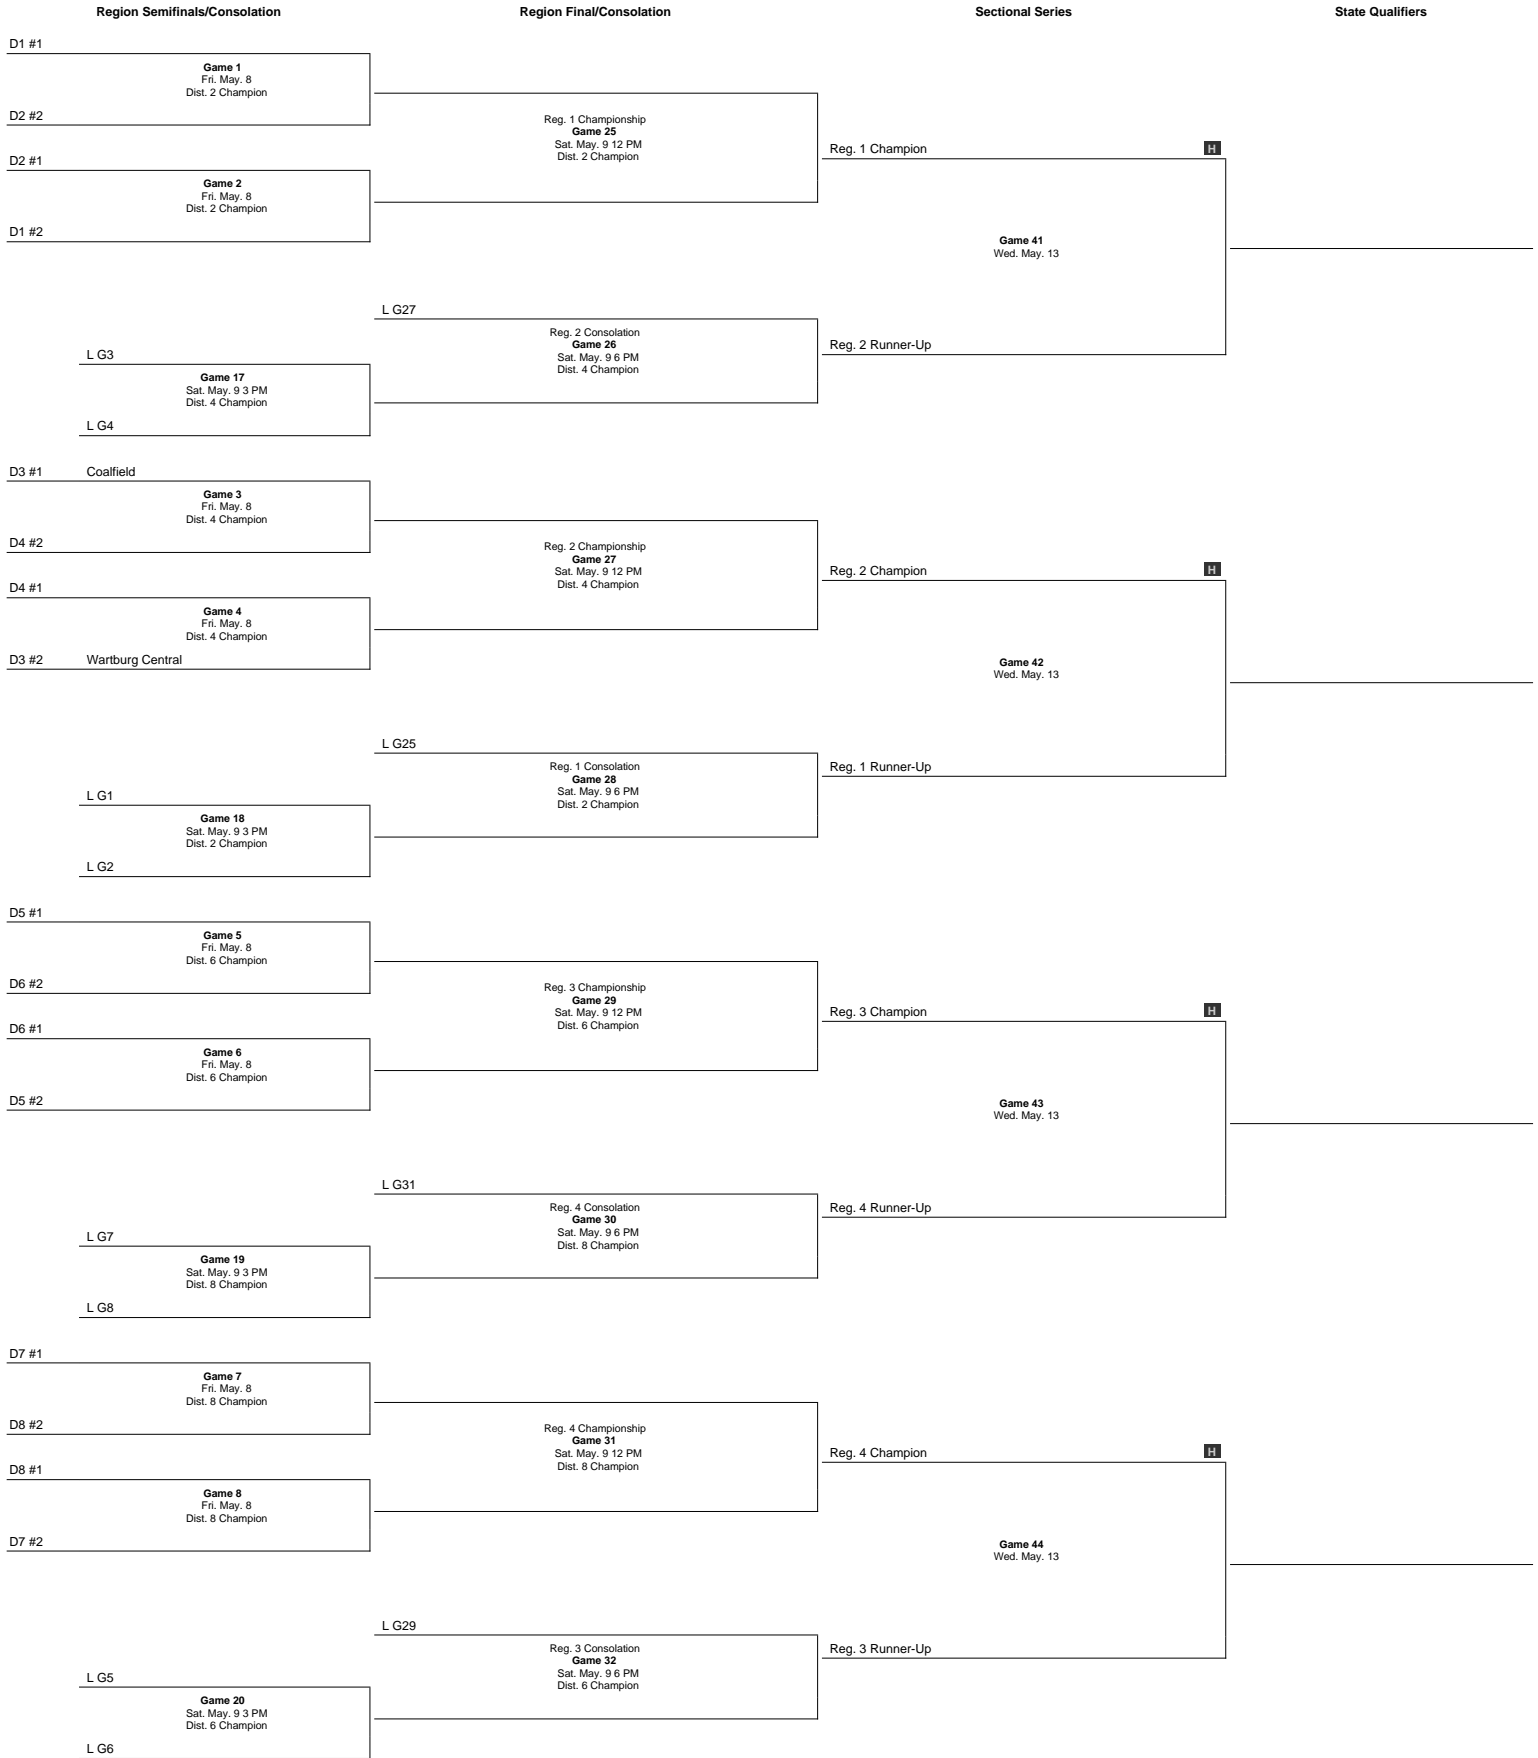 Region Semifinals/Consolation
Region Final/Consolation
Sectional Series
State Qualifiers
D1 #1
Game 1
Fri. May. 8
Dist. 2 Champion
D2 #2
D2 #1
Game 2
Fri. May. 8
Dist. 2 Champion
D1 #2
Reg. 1 Championship
Game 25
Sat. May. 9 12 PM
Dist. 2 Champion
Reg. 1 Champion
H
Game 41
Wed. May. 13
L G27
Reg. 2 Consolation
Game 26
Sat. May. 9 6 PM
Dist. 4 Champion
Reg. 2 Runner-Up
L G3
Game 17
Sat. May. 9 3 PM
Dist. 4 Champion
L G4
D3 #1 Coalfield
Game 3
Fri. May. 8
Dist. 4 Champion
D4 #2
D4 #1
Game 4
Fri. May. 8
Dist. 4 Champion
D3 #2 Wartburg Central
Reg. 2 Championship
Game 27
Sat. May. 9 12 PM
Dist. 4 Champion
Reg. 2 Champion
H
Game 42
Wed. May. 13
L G25
Reg. 1 Consolation
Game 28
Sat. May. 9 6 PM
Dist. 2 Champion
Reg. 1 Runner-Up
L G1
Game 18
Sat. May. 9 3 PM
Dist. 2 Champion
L G2
D5 #1
Game 5
Fri. May. 8
Dist. 6 Champion
D6 #2
D6 #1
Game 6
Fri. May. 8
Dist. 6 Champion
D5 #2
Reg. 3 Championship
Game 29
Sat. May. 9 12 PM
Dist. 6 Champion
Reg. 3 Champion
H
Game 43
Wed. May. 13
L G31
Reg. 4 Consolation
Game 30
Sat. May. 9 6 PM
Dist. 8 Champion
Reg. 4 Runner-Up
L G7
Game 19
Sat. May. 9 3 PM
Dist. 8 Champion
L G8
D7 #1
Game 7
Fri. May. 8
Dist. 8 Champion
D8 #2
D8 #1
Game 8
Fri. May. 8
Dist. 8 Champion
D7 #2
Reg. 4 Championship
Game 31
Sat. May. 9 12 PM
Dist. 8 Champion
Reg. 4 Champion
H
Game 44
Wed. May. 13
L G29
Reg. 3 Consolation
Game 32
Sat. May. 9 6 PM
Dist. 6 Champion
Reg. 3 Runner-Up
L G5
Game 20
Sat. May. 9 3 PM
Dist. 6 Champion
L G6